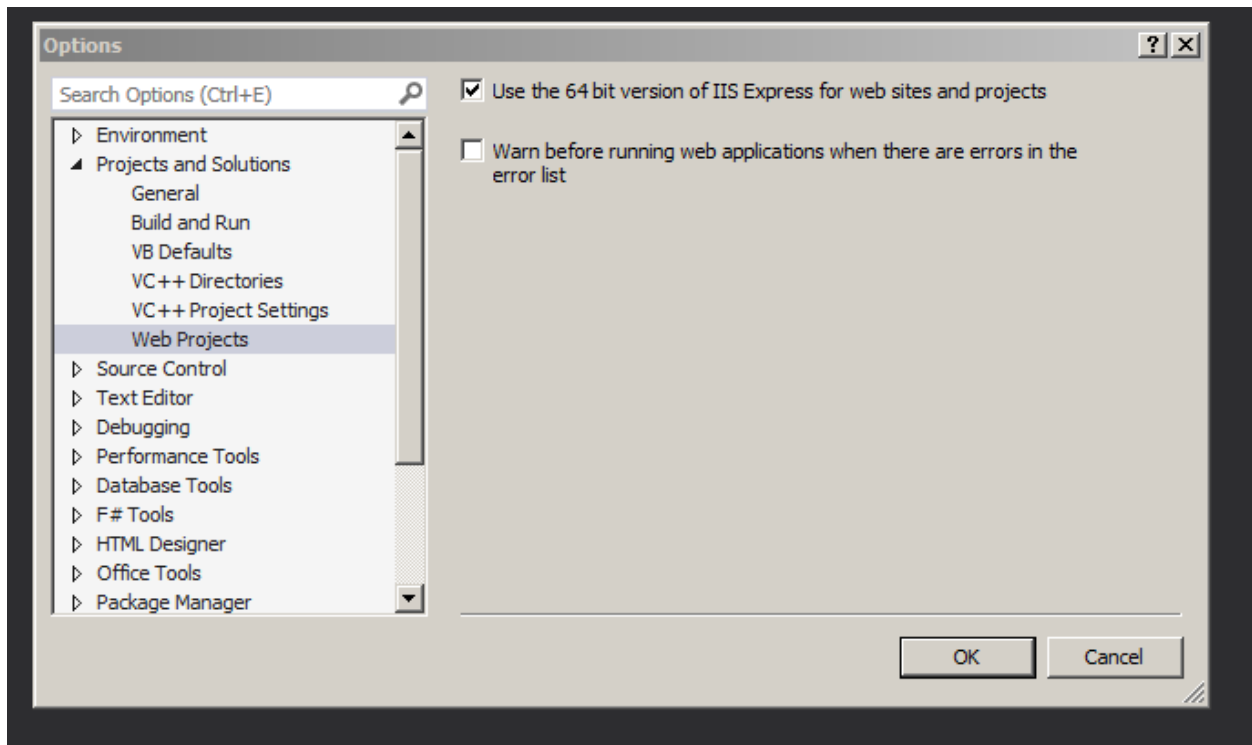 Options
Search Options (Ctrl+E)
Environment
Projects and Solutions
General
Build and Run
VB Defaults
VC++ Directories
VC++ Project Settings
Web Projects
Source Control
Text Editor
Debugging
Performance Tools
Database Tools
F# Tools
HTML Designer
Office Tools
Package Manager
Use the 64 bit version of IIS Express for web sites and projects
Warn before running web applications when there are errors in the
error list
OK
Cancel